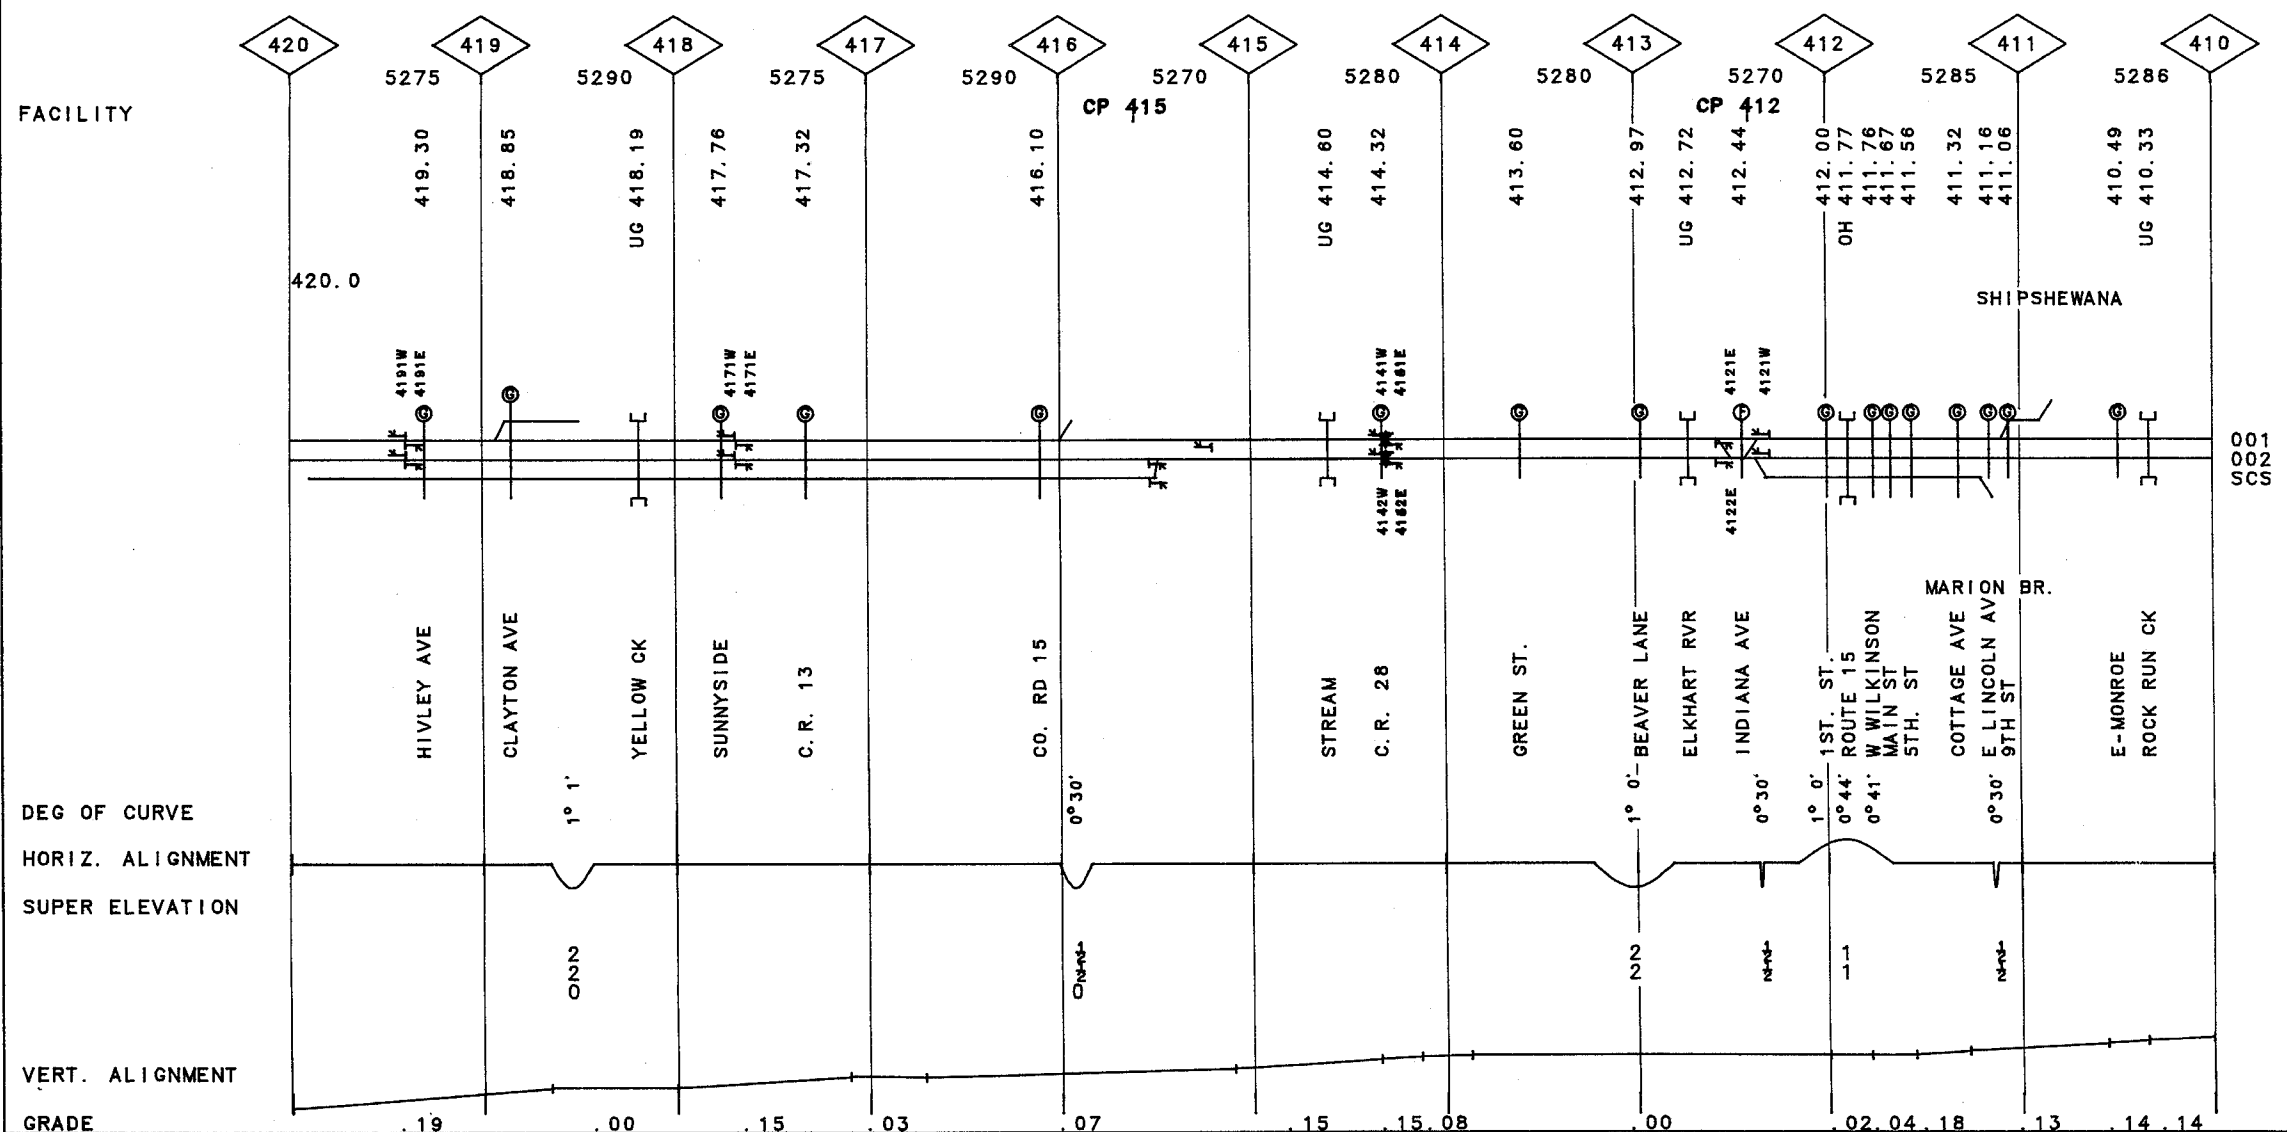 420 419 418 417 416 415 414 413 412 411 410
5275 5290 5275 5290 5270 5280 5280 5270 5285 5286
FACILITY
CP 415
CP 412
419.30
418.85
UG 418.19
417.76
417.32
416.10
UG 414.60
414.32
413.60
412.97
UG 412.72
412.44
412.00
OH 411.77
411.76
411.67
411.56
411.32
411.16
411.06
410.49
UG 410.33
420.0
SHIPSHEWANA
4191W
4191E
4171W
4171E
4141W
4161E
4121E
4121W
G G G G G G G G F G G G G G G G G
001
002
SCS
4142W
4162E
4122E
MARION BR.
HIVLEY AVE
CLAYTON AVE
YELLOW CK
SUNNYSIDE
C.R. 13
CO. RD 15
STREAM
C.R. 28
GREEN ST.
BEAVER LANE
ELKHART RVR
INDIANA AVE
1ST. ST.
ROUTE 15
W WILKINSON
MAIN ST
5TH. ST
COTTAGE AVE
E LINCOLN AV
9TH ST
E-MONROE
ROCK RUN CK
DEG OF CURVE
1° 1'
0°30'
1° 0'
0°30'
1° 0'
0°44'
0°41'
0°30'
HORIZ. ALIGNMENT
SUPER ELEVATION
2 2 1
2 2 1
0 0
VERT. ALIGNMENT
GRADE .19 .00 .15 .03 .07 .15 .15 .08 .00 .02 .04 .18 .13 .14 .14